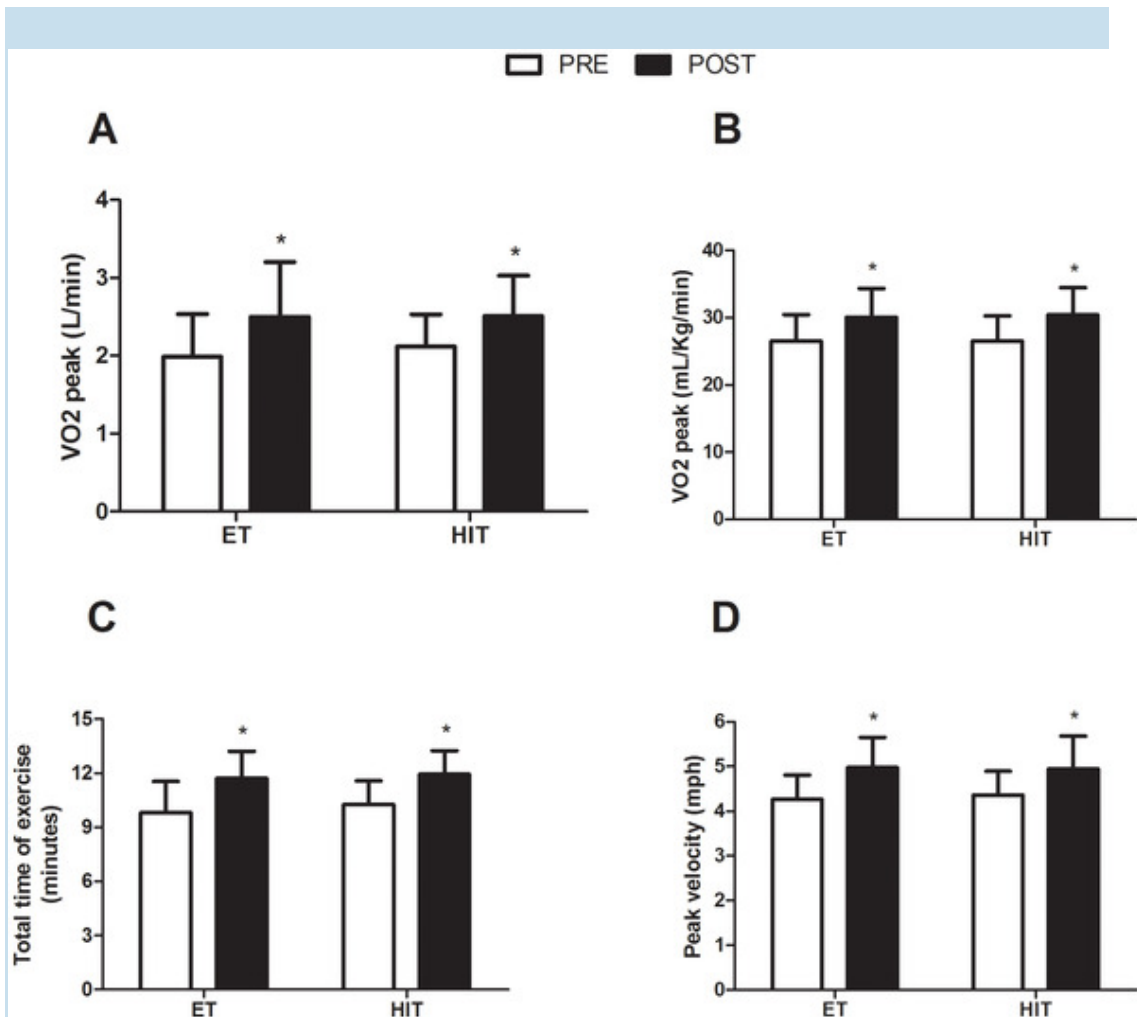 PRE POST
A
VO2 peak (L/min)
4
3
2
1
0
* *
ET HIT
B
VO2 peak (mL/Kg/min)
40
30
20
10
0
* *
ET HIT
C
Total time of exercise
(minutes)
15
12
9
6
3
0
* *
ET HIT
D
Peak velocity (mph)
6
5
4
3
2
1
0
* *
ET HIT